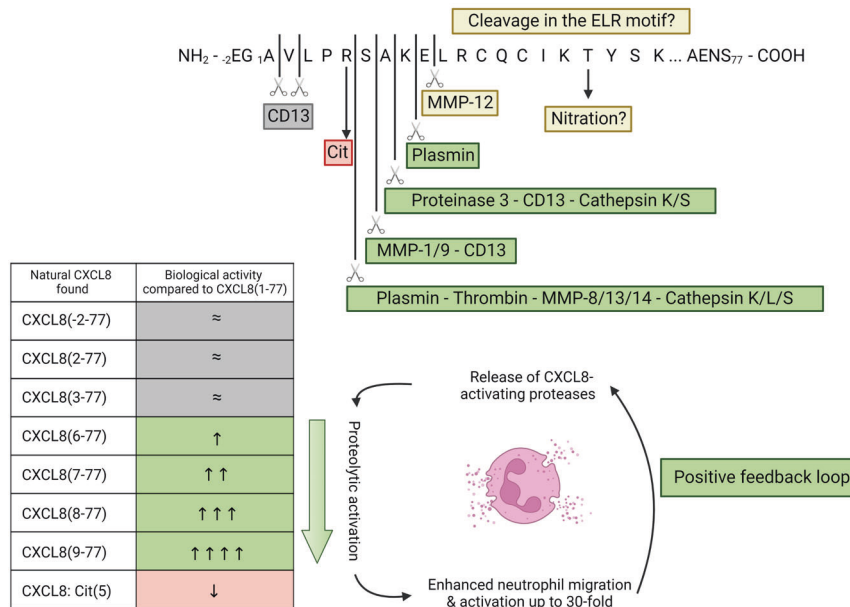 Cleavage in the ELR motif?
NH₂ - ₋₂EG ₁A V L P R S A K E L R C Q C I K T Y S K... AENS₇₇ - COOH
MMP-12
CD13
Nitration?
Cit
Plasmin
Proteinase 3 - CD13 - Cathepsin K/S
MMP-1/9 - CD13
Plasmin - Thrombin - MMP-8/13/14 - Cathepsin K/L/S
Natural CXCL8
found
Biological activity
compared to CXCL8(1-77)
CXCL8(-2-77) ≈
CXCL8(2-77) ≈
CXCL8(3-77) ≈
CXCL8(6-77) ↑
CXCL8(7-77) ↑↑
CXCL8(8-77) ↑↑↑
CXCL8(9-77) ↑↑↑↑
CXCL8: Cit(5) ↓
Release of CXCL8-
activating proteases
Proteolytic activation
Positive feedback loop
Enhanced neutrophil migration
& activation up to 30-fold